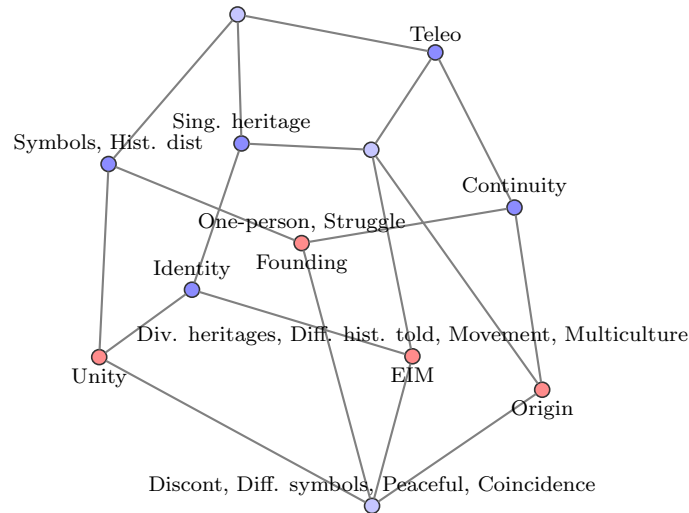 Teleo
Sing. heritage
Symbols, Hist. dist
Continuity
One-person, Struggle
Founding
Identity
Div. heritages, Diff. hist. told, Movement, Multiculture
Unity
EIM
Origin
Discont, Diff. symbols, Peaceful, Coincidence